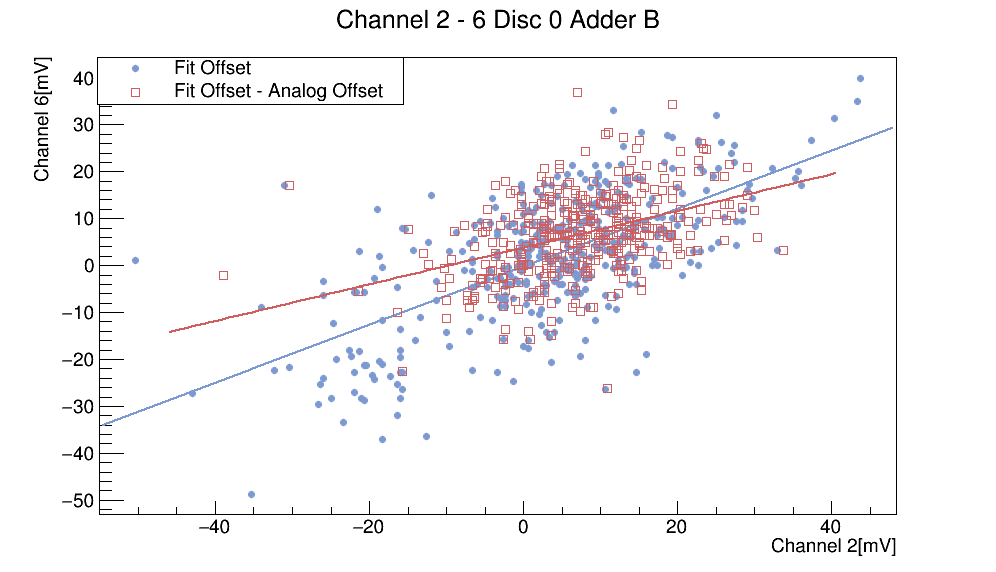 Channel 2 - 6 Disc 0 Adder B
Fit Offset
Fit Offset - Analog Offset
Channel 6[mV]
40
30
20
10
0
−10
−20
−30
−40
−50
−40 −20 0 20 40
Channel 2[mV]